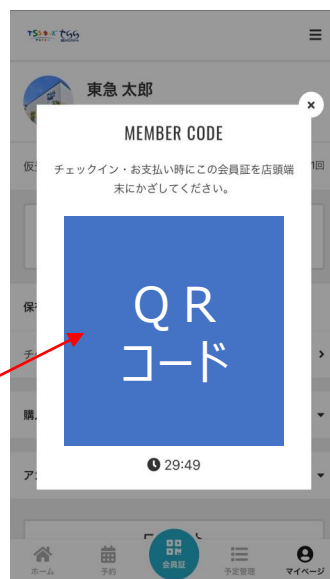 東急 太郎
MEMBER CODE
チェックイン・お支払い時にこの会員証を店頭端
末にかざしてください。
QR
コード
29:49
ホーム
予約
会員証
予定管理
マイページ